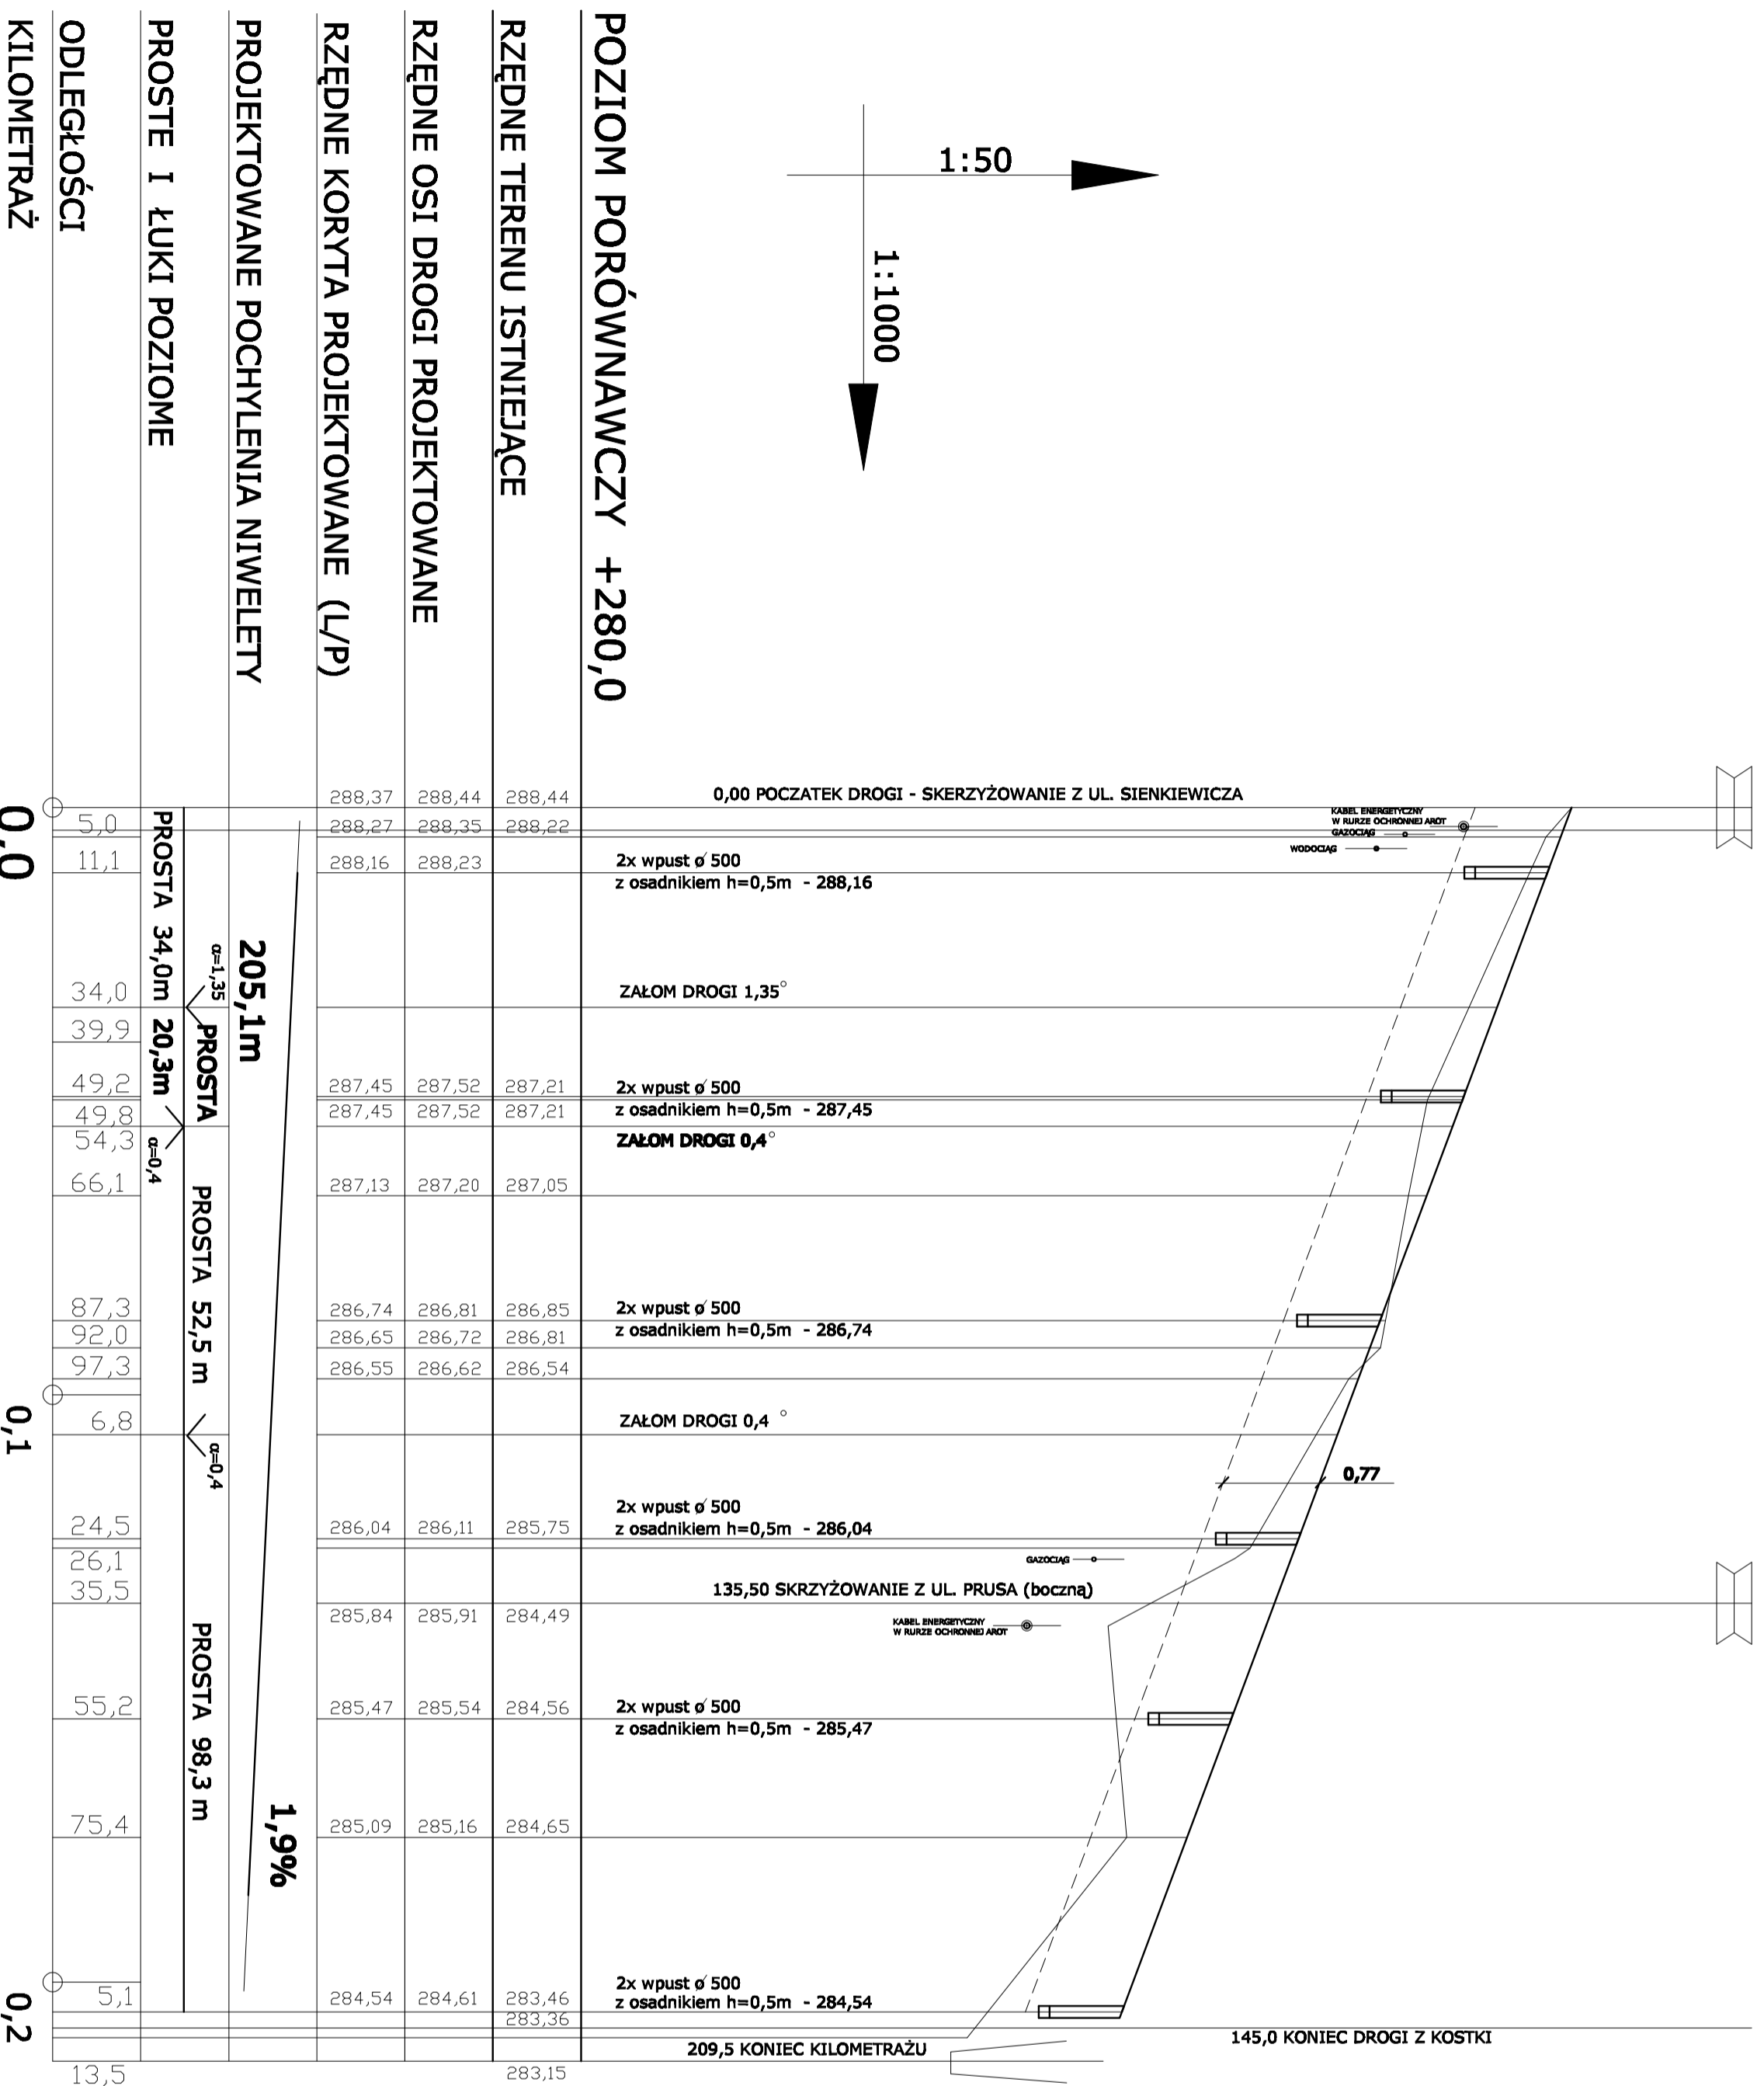 POZIOM PORÓWNAWCZY +280,0
RZĘDNE TERENU ISTNIEJĄCE
RZĘDNE OSI DROGI PROJEKTOWANE
RZĘDNE KORYTA PROJEKTOWANE (L/P)
PROJEKTOWANE POCHYLENIA NIWELETY
PROSTE I ŁUKI POZIOME
ODLEGŁOŚCI
KILOMETRAŻ
1:50
1:1000
0,00 POCZATEK DROGI - SKERZYŻOWANIE Z UL. SIENKIEWICZA
KABEL ENERGETYCZNY
W RURZE OCHRONNEJ AROT
GAZOCIĄG
WODOCIĄG
2x wpust ø 500
z osadnikiem h=0,5m - 288,16
ZAŁOM DROGI 1,35°
2x wpust ø 500
z osadnikiem h=0,5m - 287,45
ZAŁOM DROGI 0,4°
2x wpust ø 500
z osadnikiem h=0,5m - 286,74
ZAŁOM DROGI 0,4 °
0,77
2x wpust ø 500
z osadnikiem h=0,5m - 286,04
GAZOCIĄG
135,50 SKRZYŻOWANIE Z UL. PRUSA (boczną)
KABEL ENERGETYCZNY
W RURZE OCHRONNEJ AROT
2x wpust ø 500
z osadnikiem h=0,5m - 285,47
2x wpust ø 500
z osadnikiem h=0,5m - 284,54
145,0 KONIEC DROGI Z KOSTKI
209,5 KONIEC KILOMETRAŻU
288,37 288,44 288,44
5,0 288,27 288,35 288,22
11,1 288,16 288,23
34,0
39,9
49,2 287,45 287,52 287,21
49,8 287,45 287,52 287,21
54,3
66,1 287,13 287,20 287,05
87,3 286,74 286,81 286,85
92,0 286,65 286,72 286,81
97,3 286,55 286,62 286,54
6,8
24,5 286,04 286,11 285,75
26,1
35,5 285,84 285,91 284,49
55,2 285,47 285,54 284,56
75,4 285,09 285,16 284,65
5,1 284,54 284,61 283,46
283,36
13,5 283,15
205,1m
1,9%
PROSTA 34,0m
α=1,35
PROSTA
20,3m
α=0,4
PROSTA 52,5 m
α=0,4
PROSTA 98,3 m
0,0
0,1
0,2